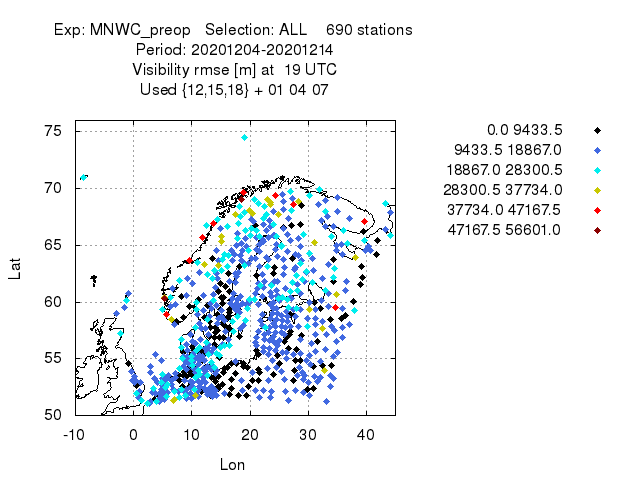 Exp: MNWC_preop   Selection: ALL    690 stations
Period: 20201204-20201214
Visibility rmse [m] at  19 UTC
Used {12,15,18} + 01 04 07
0.0 9433.5
9433.5 18867.0
18867.0 28300.5
28300.5 37734.0
37734.0 47167.5
47167.5 56601.0
75
70
65
60
55
50
Lat
-10 0 10 20 30 40
Lon